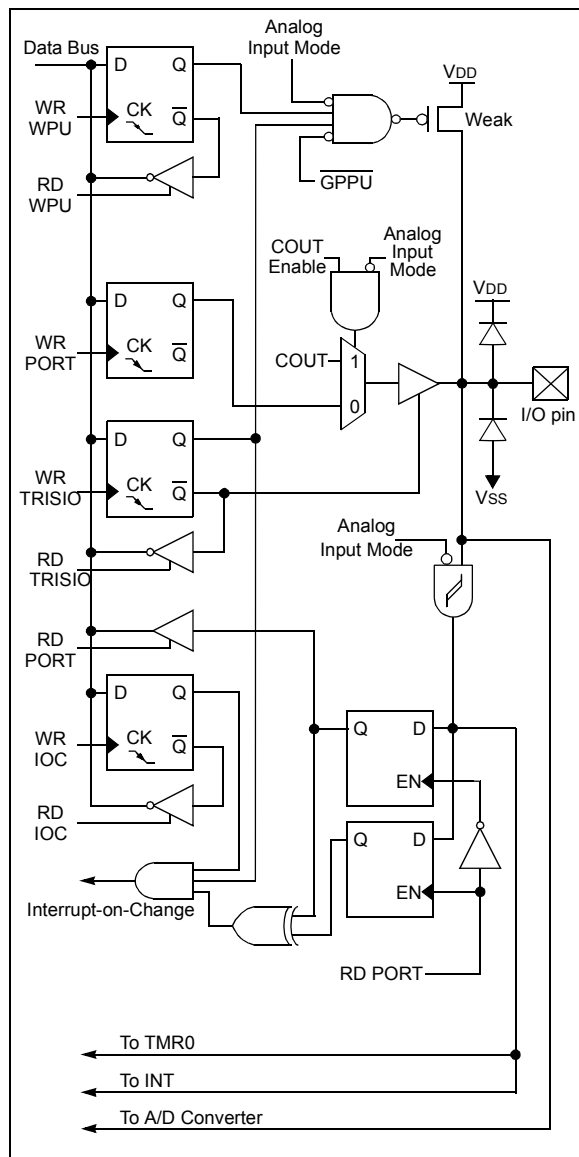 Analog
Input Mode
Data Bus
D Q
VDD
WR
WPU
CK Q
Weak
RD
WPU
GPPU
COUT
Enable
Analog
Input
Mode
D Q
VDD
WR
PORT
CK Q
COUT
1
0
I/O pin
D Q
WR
TRISIO
CK Q
VSS
Analog
Input Mode
RD
TRISIO
RD
PORT
D Q
WR
IOC
CK Q
Q D
EN
RD
IOC
Q D
EN
Interrupt-on-Change
RD PORT
To TMR0
To INT
To A/D Converter